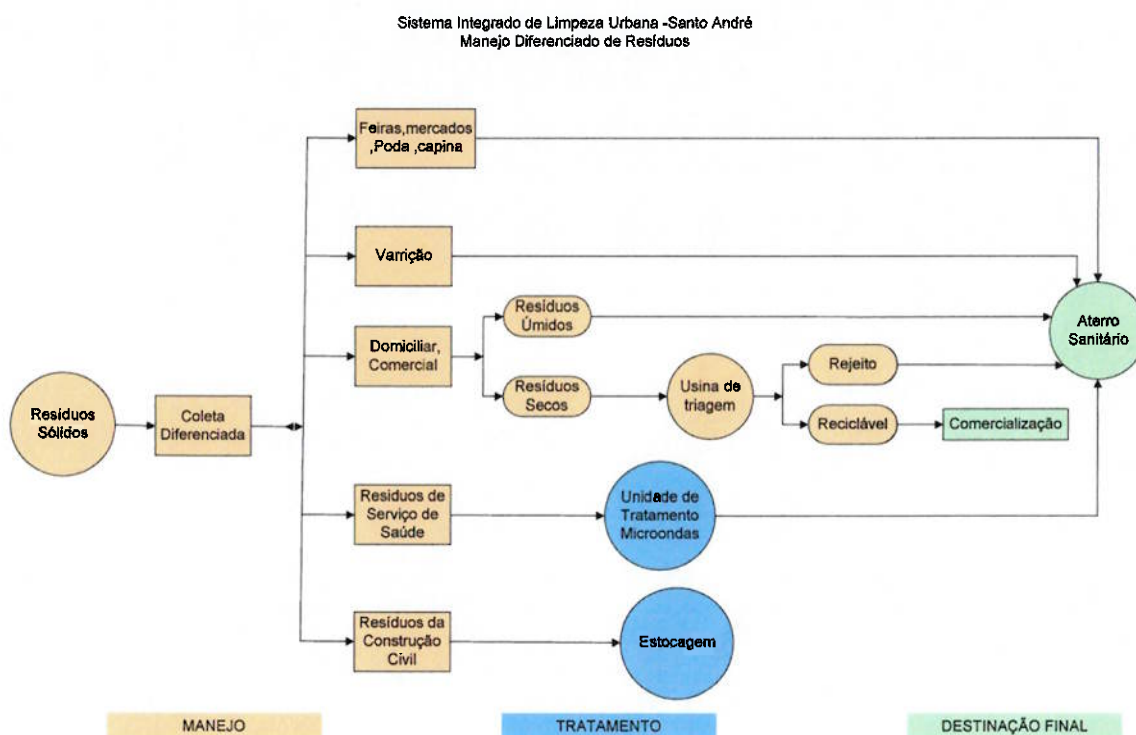 Sistema Integrado de Limpeza Urbana -Santo André
Manejo Diferenciado de Resíduos
Feiras,mercados
,Poda ,capina
Varrição
Domiciliar,
Comercial
Resíduos
Úmidos
Resíduos
Secos
Usina de
triagem
Rejeito
Reciclável
Comercialização
Aterro
Sanitário
Resíduos
Sólidos
Coleta
Diferenciada
Residuos de
Serviço de
Saúde
Unidade de
Tratamento
Microondas
Resíduos da
Construção
Civil
Estocagem
MANEJO
TRATAMENTO
DESTINAÇÃO FINAL